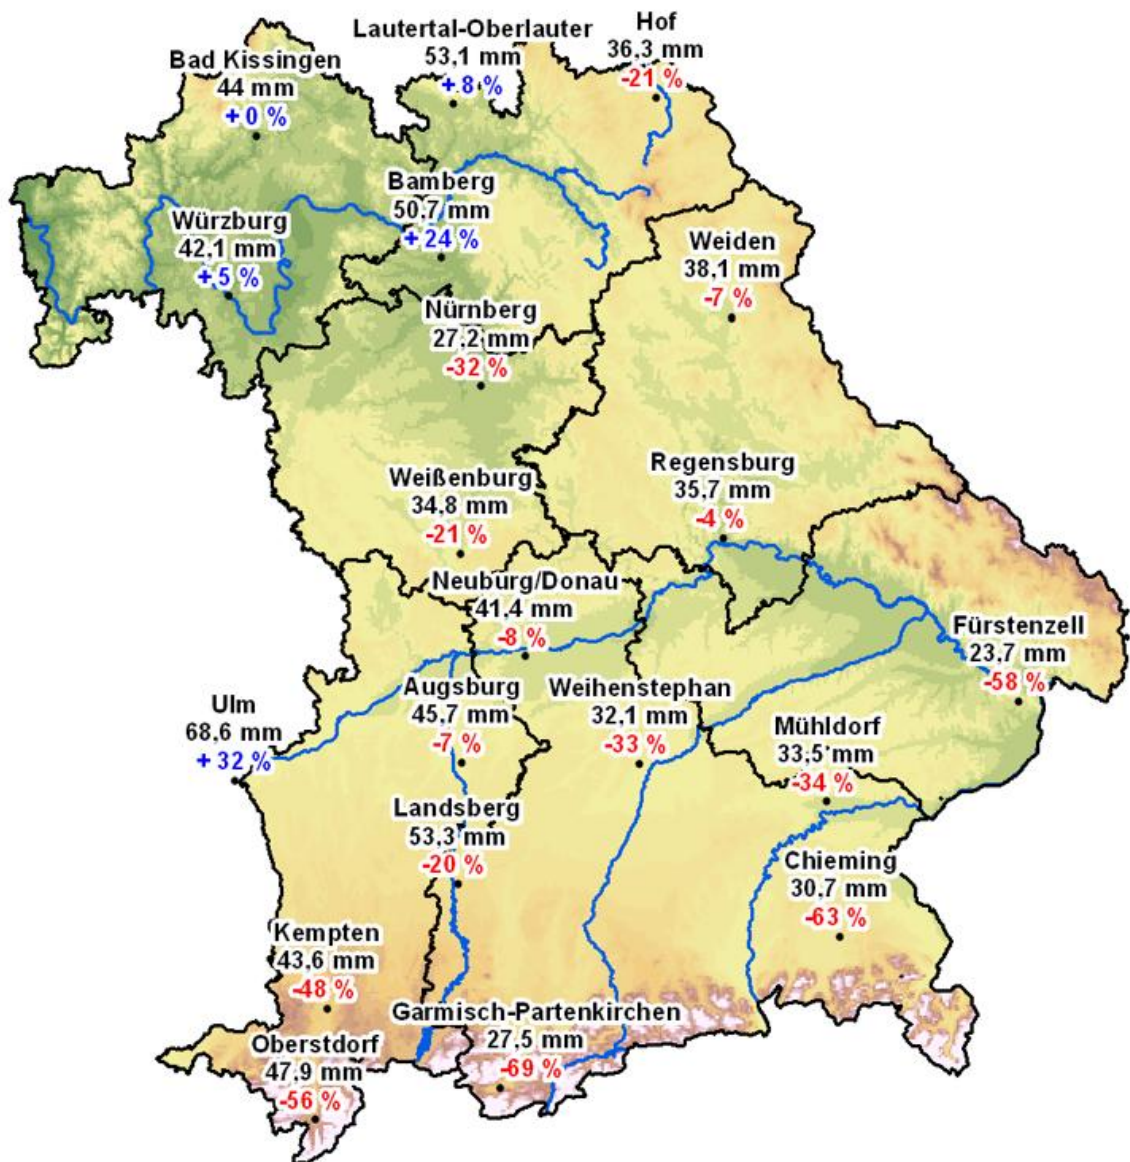 Lautertal-Oberlauter
53,1 mm
+ 8 %
Hof
36,3 mm
-21 %
Bad Kissingen
44 mm
+ 0 %
Bamberg
50,7 mm
+ 24 %
Würzburg
42,1 mm
+ 5 %
Weiden
38,1 mm
-7 %
Nürnberg
27,2 mm
-32 %
Weißenburg
34,8 mm
-21 %
Regensburg
35,7 mm
-4 %
Neuburg/Donau
41,4 mm
-8 %
Fürstenzell
23,7 mm
-58 %
Augsburg
45,7 mm
-7 %
Weihenstephan
32,1 mm
-33 %
Ulm
68,6 mm
+ 32 %
Mühldorf
33,5 mm
-34 %
Landsberg
53,3 mm
-20 %
Chieming
30,7 mm
-63 %
Kempten
43,6 mm
-48 %
Garmisch-Partenkirchen
27,5 mm
-69 %
Oberstdorf
47,9 mm
-56 %